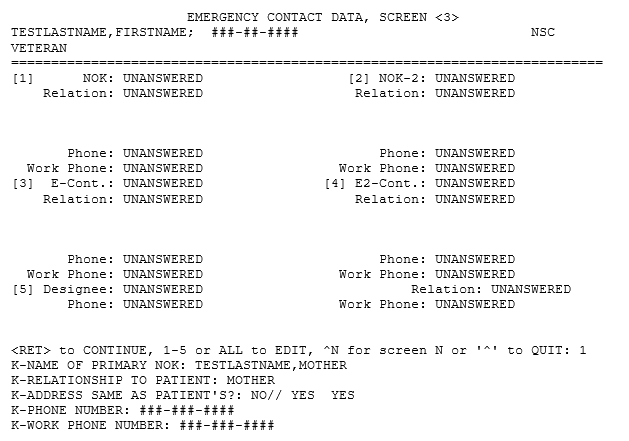 EMERGENCY CONTACT DATA, SCREEN <3>
TESTLASTNAME,FIRSTNAME;  ###-##-####                              NSC
VETERAN
===========================================================================
[1]      NOK: UNANSWERED                   [2] NOK-2: UNANSWERED
    Relation: UNANSWERED                    Relation: UNANSWERED
       Phone: UNANSWERED                       Phone: UNANSWERED
  Work Phone: UNANSWERED                  Work Phone: UNANSWERED
[3]  E-Cont.: UNANSWERED                [4] E2-Cont.: UNANSWERED
    Relation: UNANSWERED                    Relation: UNANSWERED
       Phone: UNANSWERED                       Phone: UNANSWERED
  Work Phone: UNANSWERED                  Work Phone: UNANSWERED
[5] Designee: UNANSWERED                           Relation: UNANSWERED
       Phone: UNANSWERED                  Work Phone: UNANSWERED
<RET> to CONTINUE, 1-5 or ALL to EDIT, ^N for screen N or '^' to QUIT: 1
K-NAME OF PRIMARY NOK: TESTLASTNAME,MOTHER
K-RELATIONSHIP TO PATIENT: MOTHER
K-ADDRESS SAME AS PATIENT'S?: NO// YES  YES
K-PHONE NUMBER: ###-###-####
K-WORK PHONE NUMBER: ###-###-####